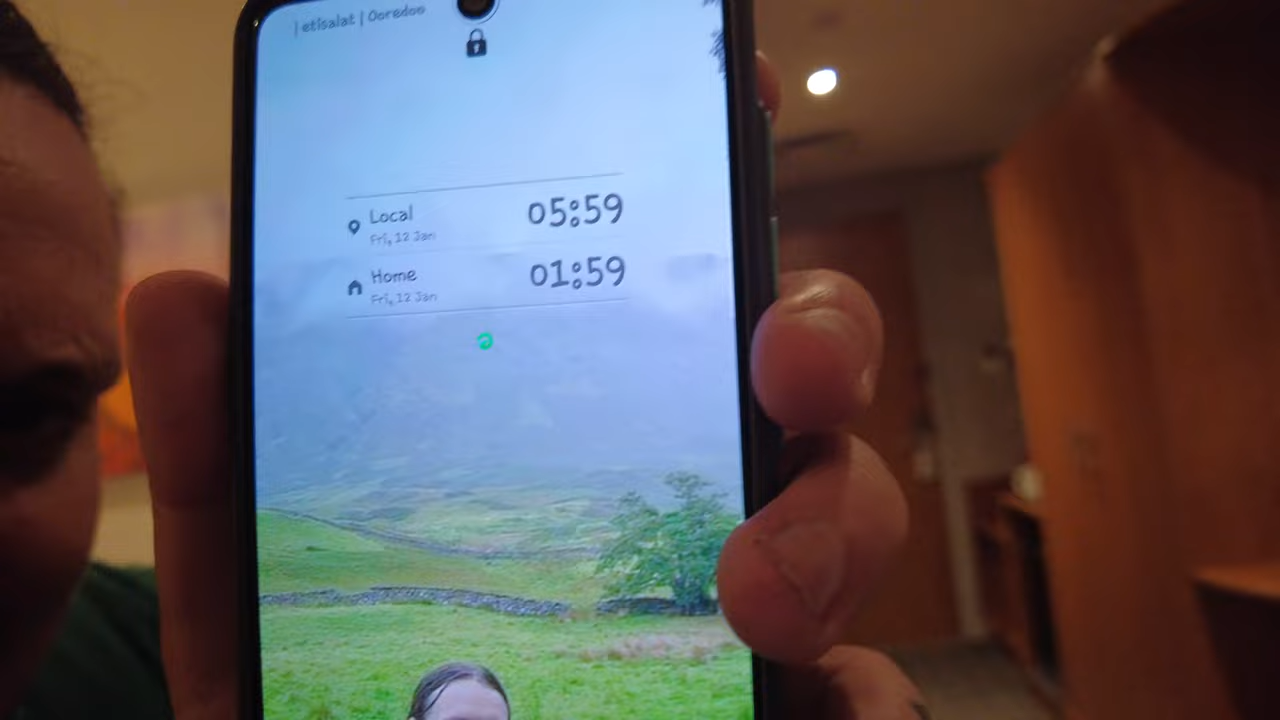 | etisalat | Ooredoo
Local 05:59
Fri, 12 Jan
Home 01:59
Fri, 12 Jan